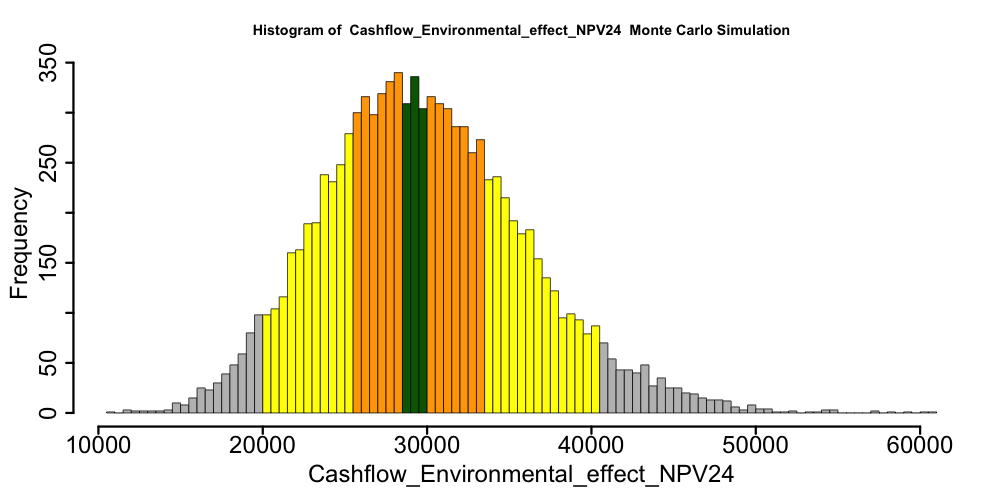 Histogram of  Cashflow_Environmental_effect_NPV24  Monte Carlo Simulation
Frequency
350
250
150
50
0
10000 20000 30000 40000 50000 60000
Cashflow_Environmental_effect_NPV24